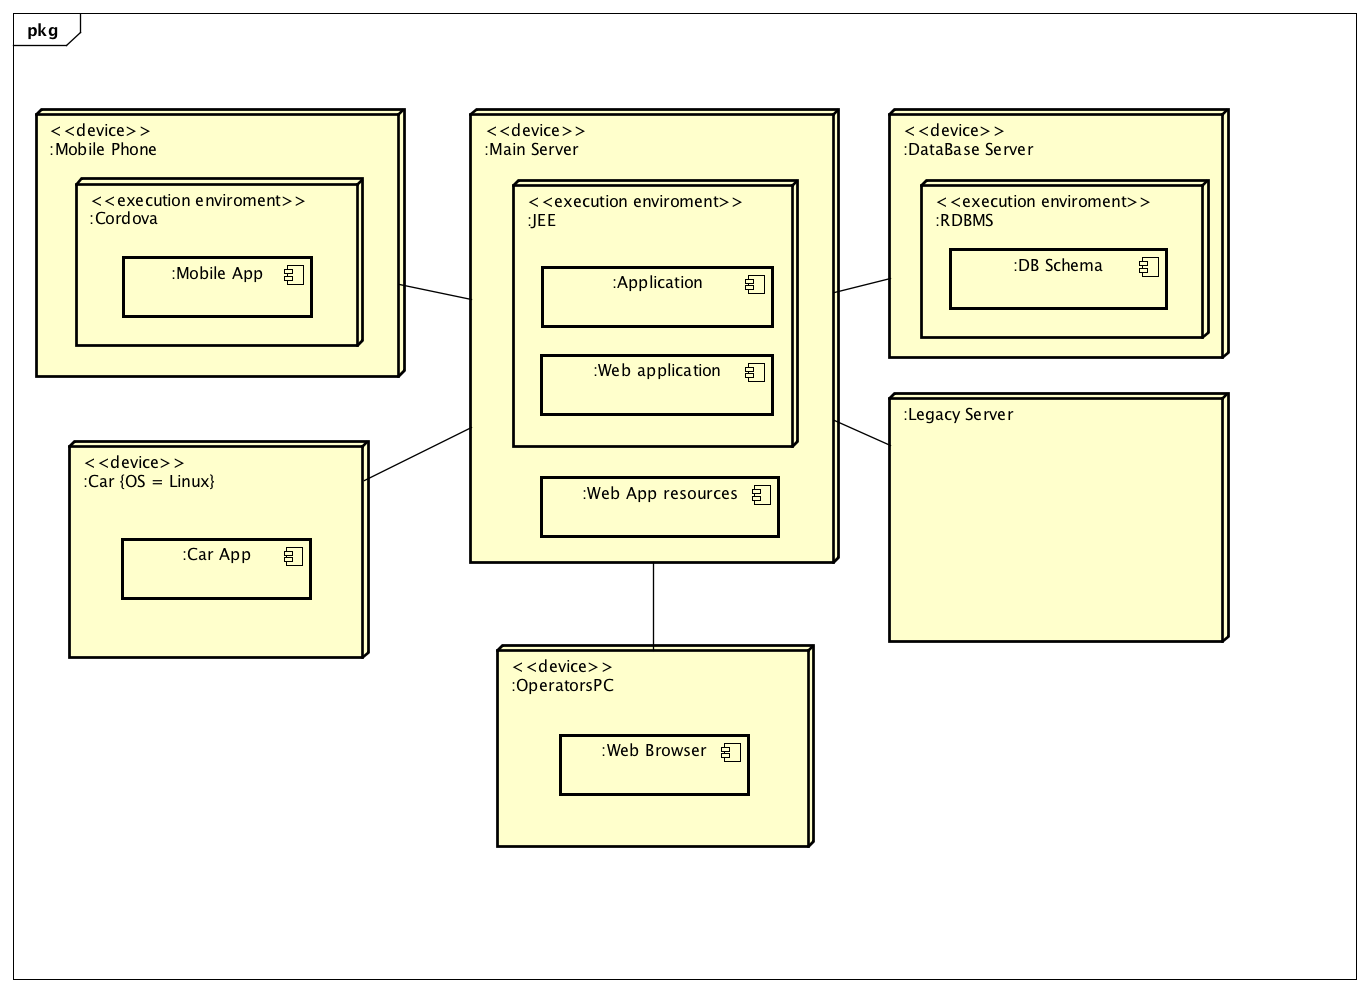 pkg
<<device>>
:Mobile Phone
<<execution enviroment>>
:Cordova
:Mobile App
<<device>>
:Main Server
<<execution enviroment>>
:JEE
:Application
:Web application
:Web App resources
<<device>>
:DataBase Server
<<execution enviroment>>
:RDBMS
:DB Schema
<<device>>
:Car {OS = Linux}
:Car App
:Legacy Server
<<device>>
:OperatorsPC
:Web Browser